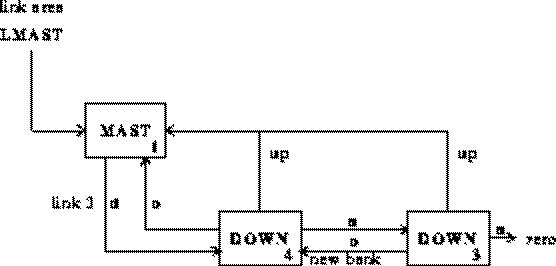 link area
LMAST
MAST
1
up
up
link 3 d o
n
DOWN
4
o
new bank
DOWN
3
n
zero